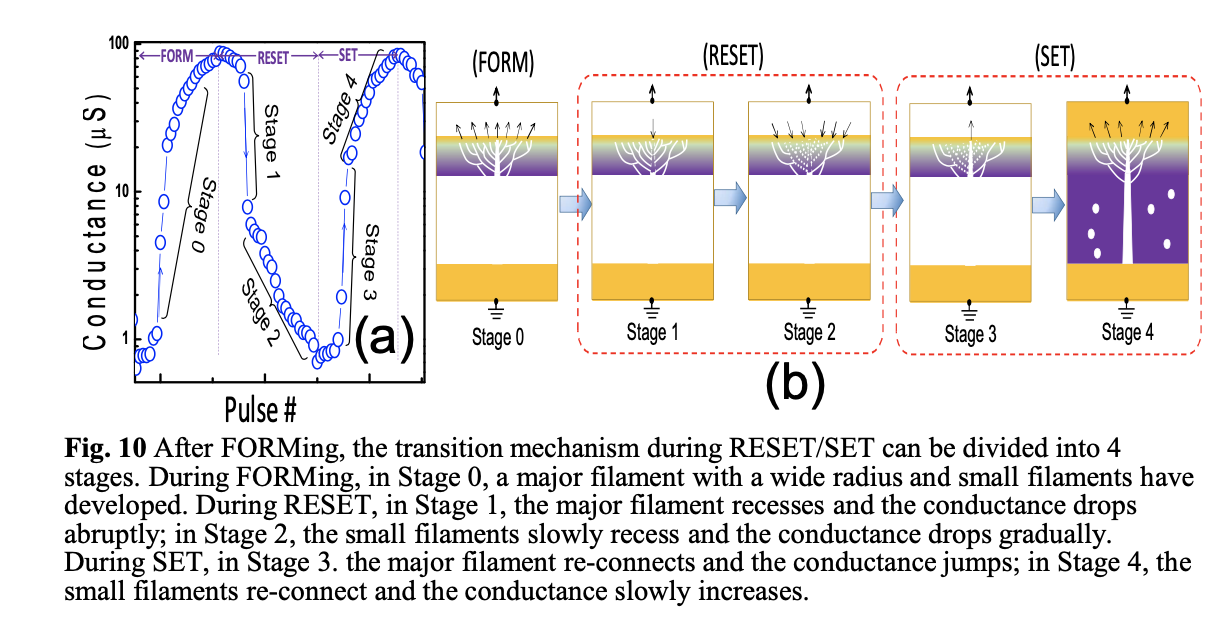 100
10
1
Conductance (μS)
Pulse #
FORM
RESET
SET
Stage 0
Stage 1
Stage 2
Stage 3
Stage 4
(a)
(FORM)
(RESET)
(SET)
Stage 0
Stage 1
Stage 2
Stage 3
Stage 4
(b)
Fig. 10 After FORMing, the transition mechanism during RESET/SET can be divided into 4
stages. During FORMing, in Stage 0, a major filament with a wide radius and small filaments have
developed. During RESET, in Stage 1, the major filament recesses and the conductance drops
abruptly; in Stage 2, the small filaments slowly recess and the conductance drops gradually.
During SET, in Stage 3. the major filament re-connects and the conductance jumps; in Stage 4, the
small filaments re-connect and the conductance slowly increases.